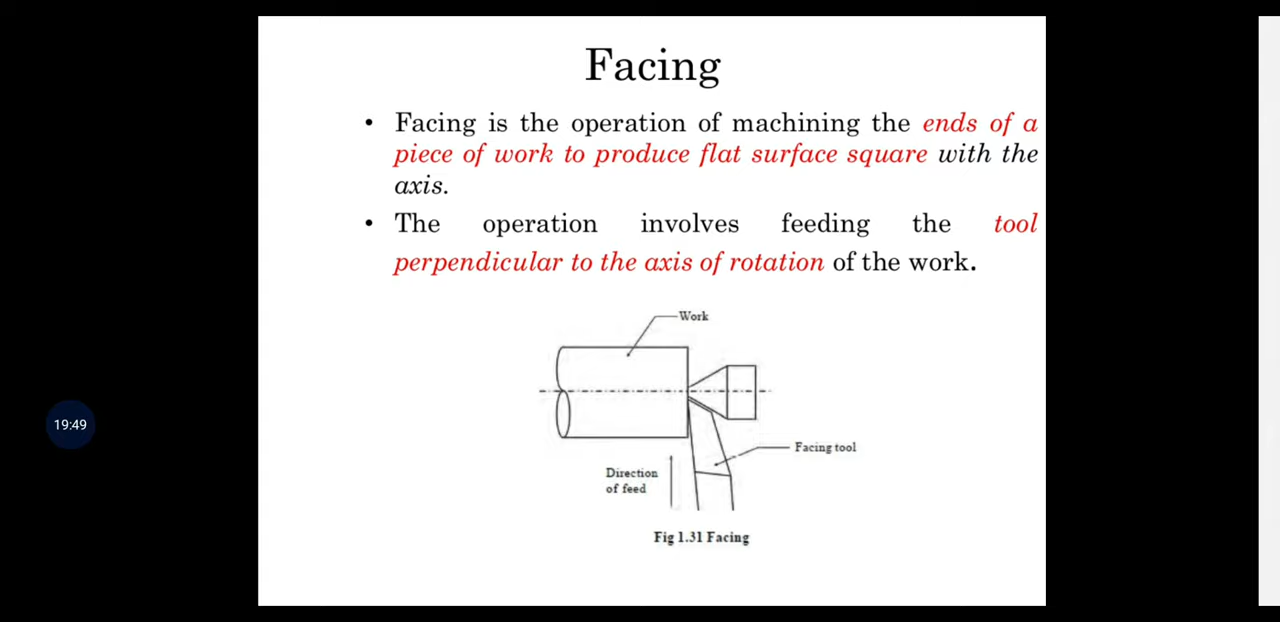 Facing
• Facing is the operation of machining the ends of a
piece of work to produce flat surface square with the
axis.
• The operation involves feeding the tool
perpendicular to the axis of rotation of the work.
Work
19:49
Facing tool
Direction
of feed
Fig 1.31 Facing